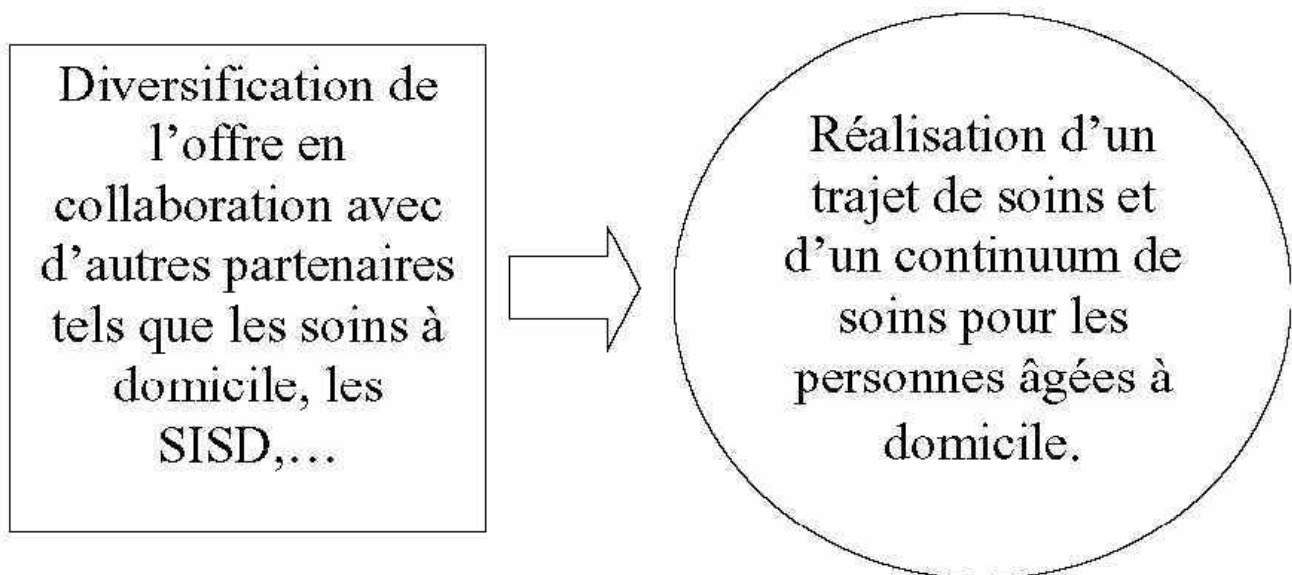 Diversification de
l’offre en
collaboration avec
d’autres partenaires
tels que les soins à
domicile, les
SISD,…
Réalisation d’un
trajet de soins et
d’un continuum de
soins pour les
personnes âgées à
domicile.